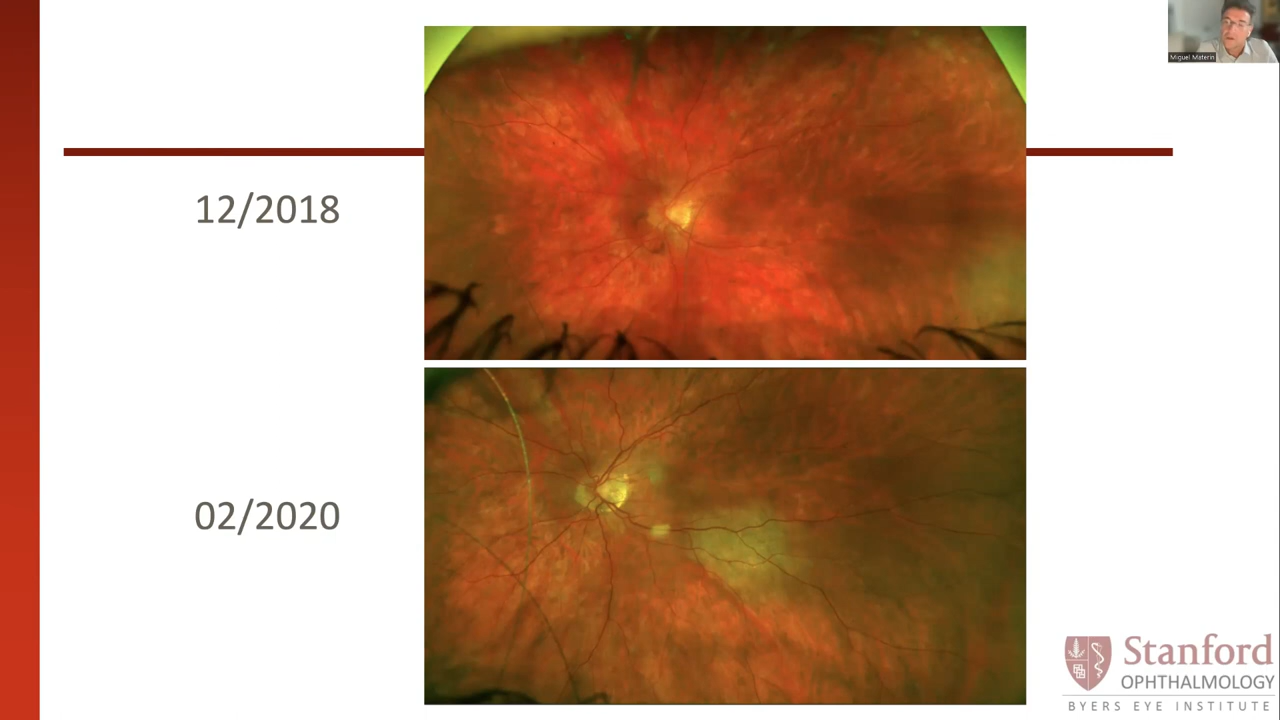 Miguel Materin
12/2018
02/2020
Stanford
OPHTHALMOLOGY
BYERS EYE INSTITUTE